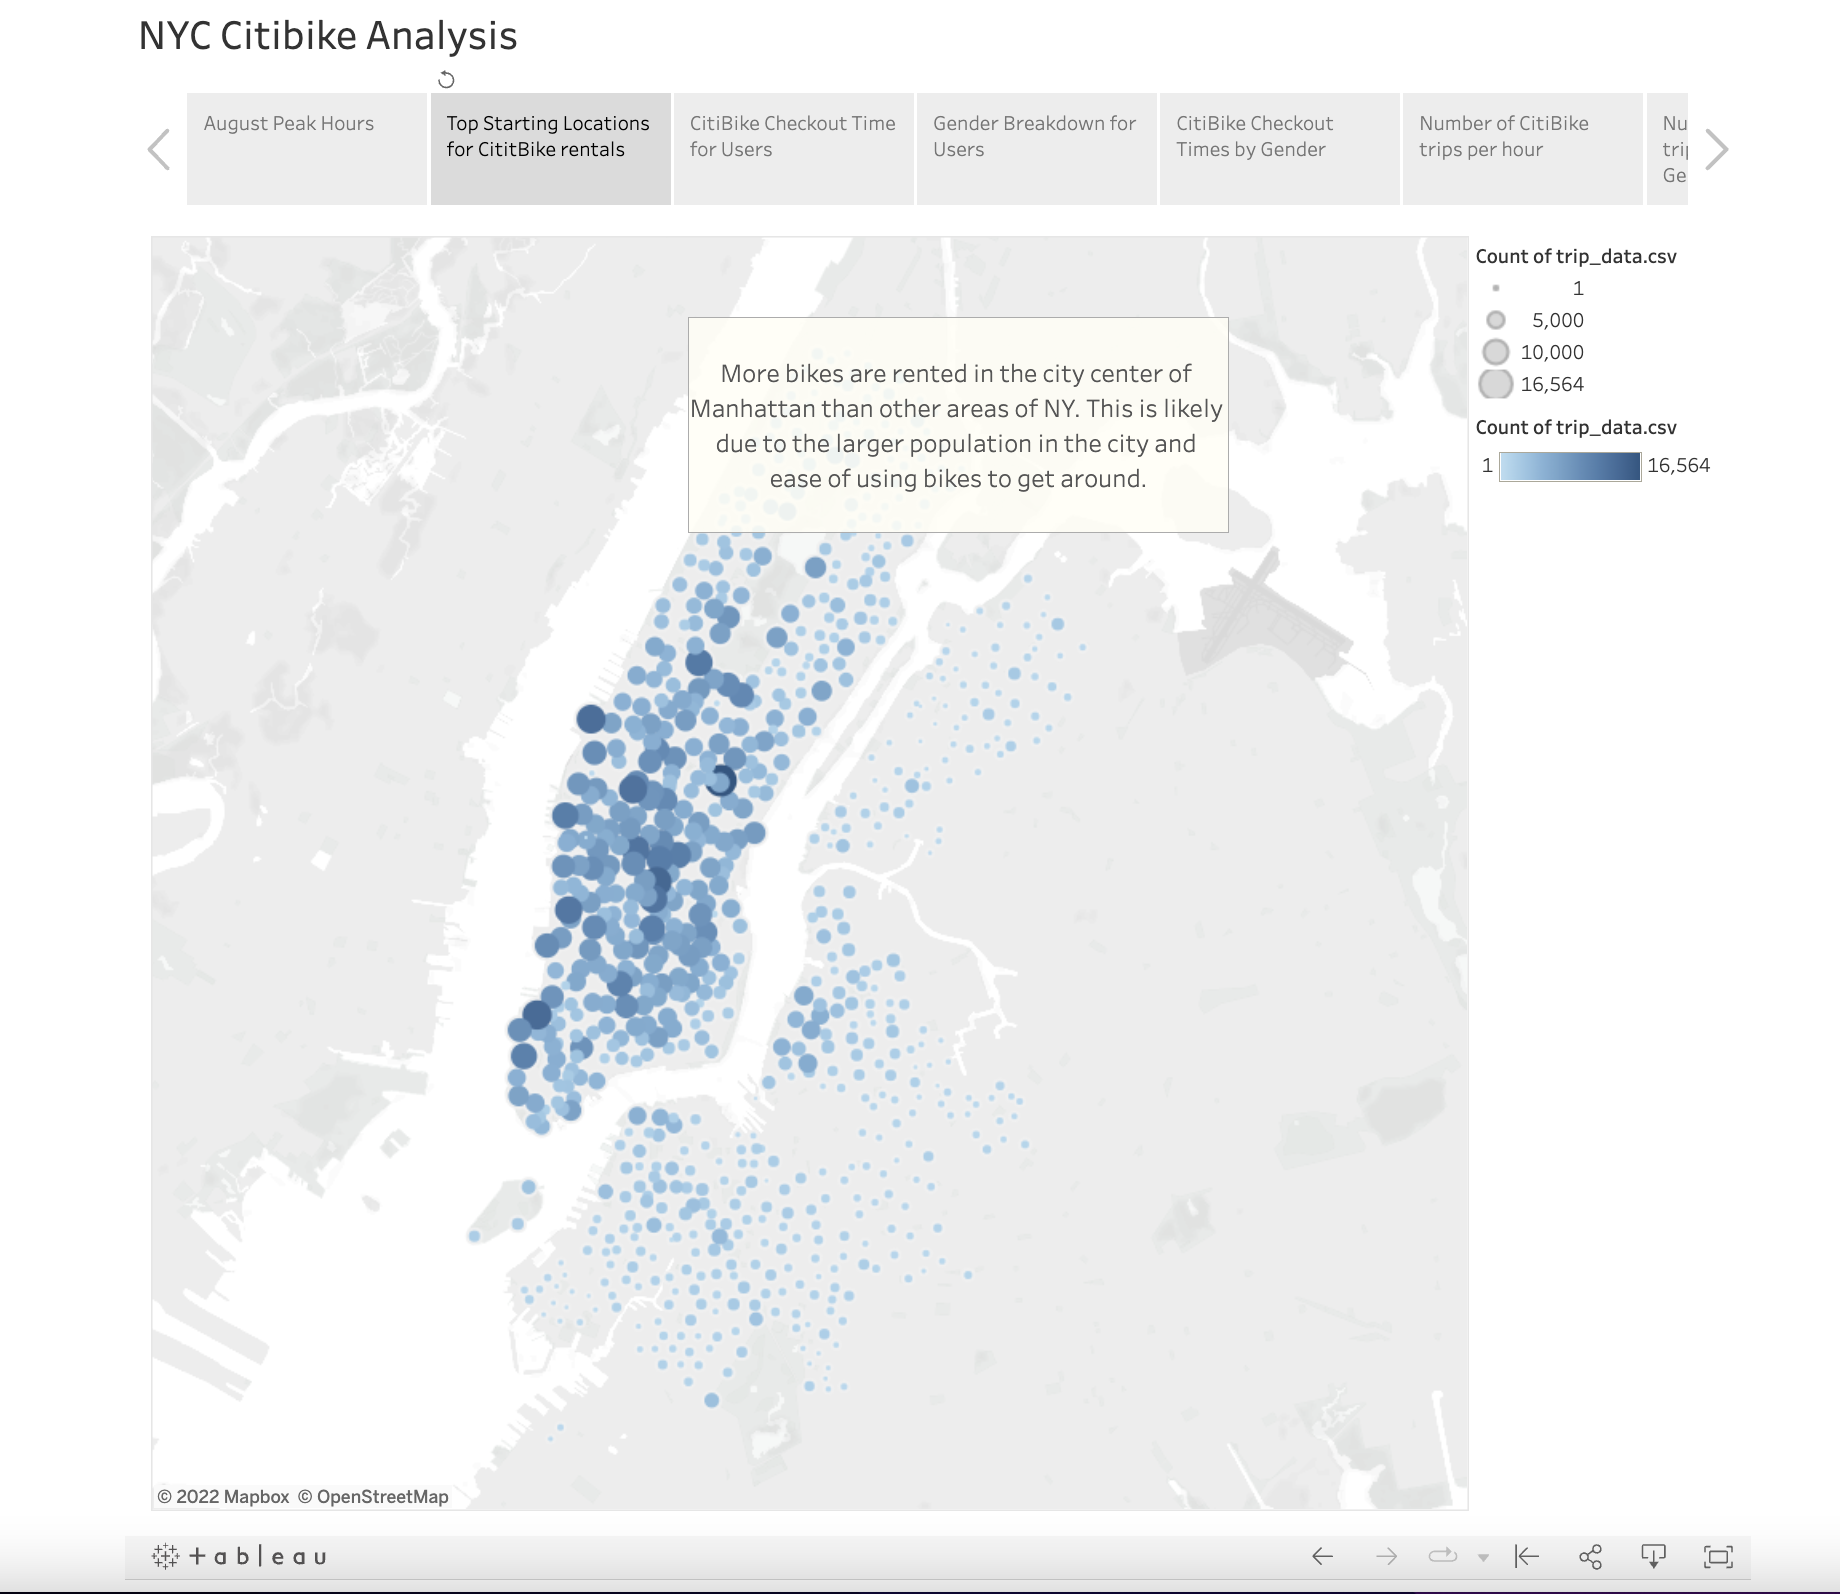 NYC Citibike Analysis
August Peak Hours
Top Starting Locations
for CititBike rentals
CitiBike Checkout Time
for Users
Gender Breakdown for
Users
CitiBike Checkout
Times by Gender
Number of CitiBike
trips per hour
Nu
trip
Ge
More bikes are rented in the city center of
Manhattan than other areas of NY. This is likely
due to the larger population in the city and
ease of using bikes to get around.
Count of trip_data.csv
1
5,000
10,000
16,564
Count of trip_data.csv
1 16,564
© 2022 Mapbox © OpenStreetMap
+ableau